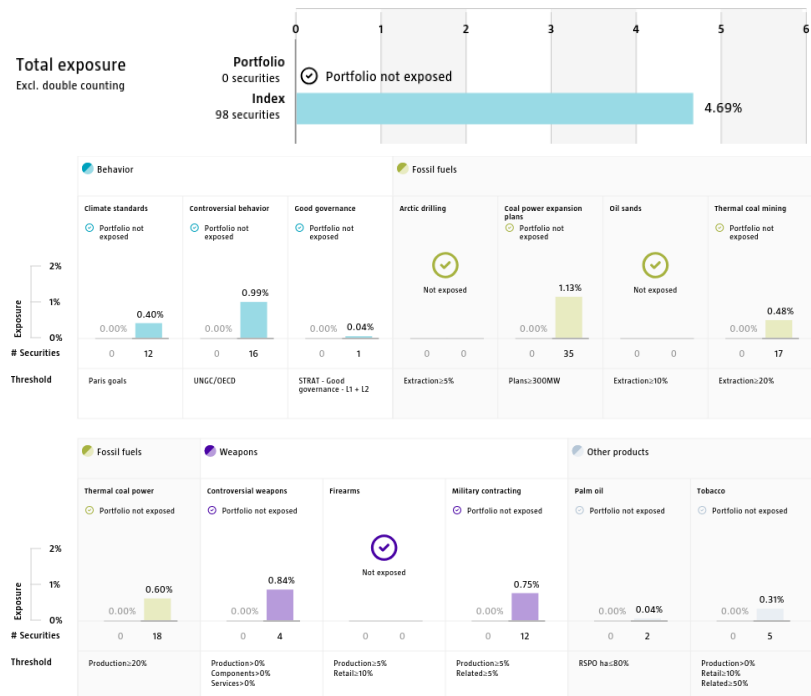 0 1 2 3 4 5 6
Total exposure
Excl. double counting
Portfolio
0 securities
Portfolio not exposed
Index
98 securities
4.69%
Behavior
Fossil fuels
Climate standards
Portfolio not
exposed
Controversial behavior
Portfolio not
exposed
Good governance
Portfolio not
exposed
Arctic drilling
Not exposed
Coal power expansion
plans
Portfolio not
exposed
Oil sands
Not exposed
Thermal coal mining
Portfolio not
exposed
Exposure
2%
1%
0%
0.00% 0.40% 0.00% 0.99% 0.00% 0.04% 0.00% 1.13% 0.00% 0.48%
# Securities 0 12 0 16 0 1 0 0 0 35 0 0 0 17
Threshold
Paris goals
UNGC/OECD
STRAT - Good
governance - L1 + L2
Extraction≥5%
Plans≥300MW
Extraction≥10%
Extraction≥20%
Fossil fuels
Weapons
Other products
Thermal coal power
Portfolio not exposed
Controversial weapons
Portfolio not exposed
Firearms
Not exposed
Military contracting
Portfolio not exposed
Palm oil
Portfolio not exposed
Tobacco
Portfolio not exposed
Exposure
2%
1%
0%
0.00% 0.60% 0.00% 0.84% 0.00% 0.75% 0.00% 0.04% 0.00% 0.31%
# Securities 0 18 0 4 0 0 0 12 0 2 0 5
Threshold
Production≥20%
Production>0%
Components>0%
Services>0%
Production≥5%
Retail≥10%
Production≥5%
Related≥5%
RSPO ha≤80%
Production>0%
Retail≥10%
Related≥50%